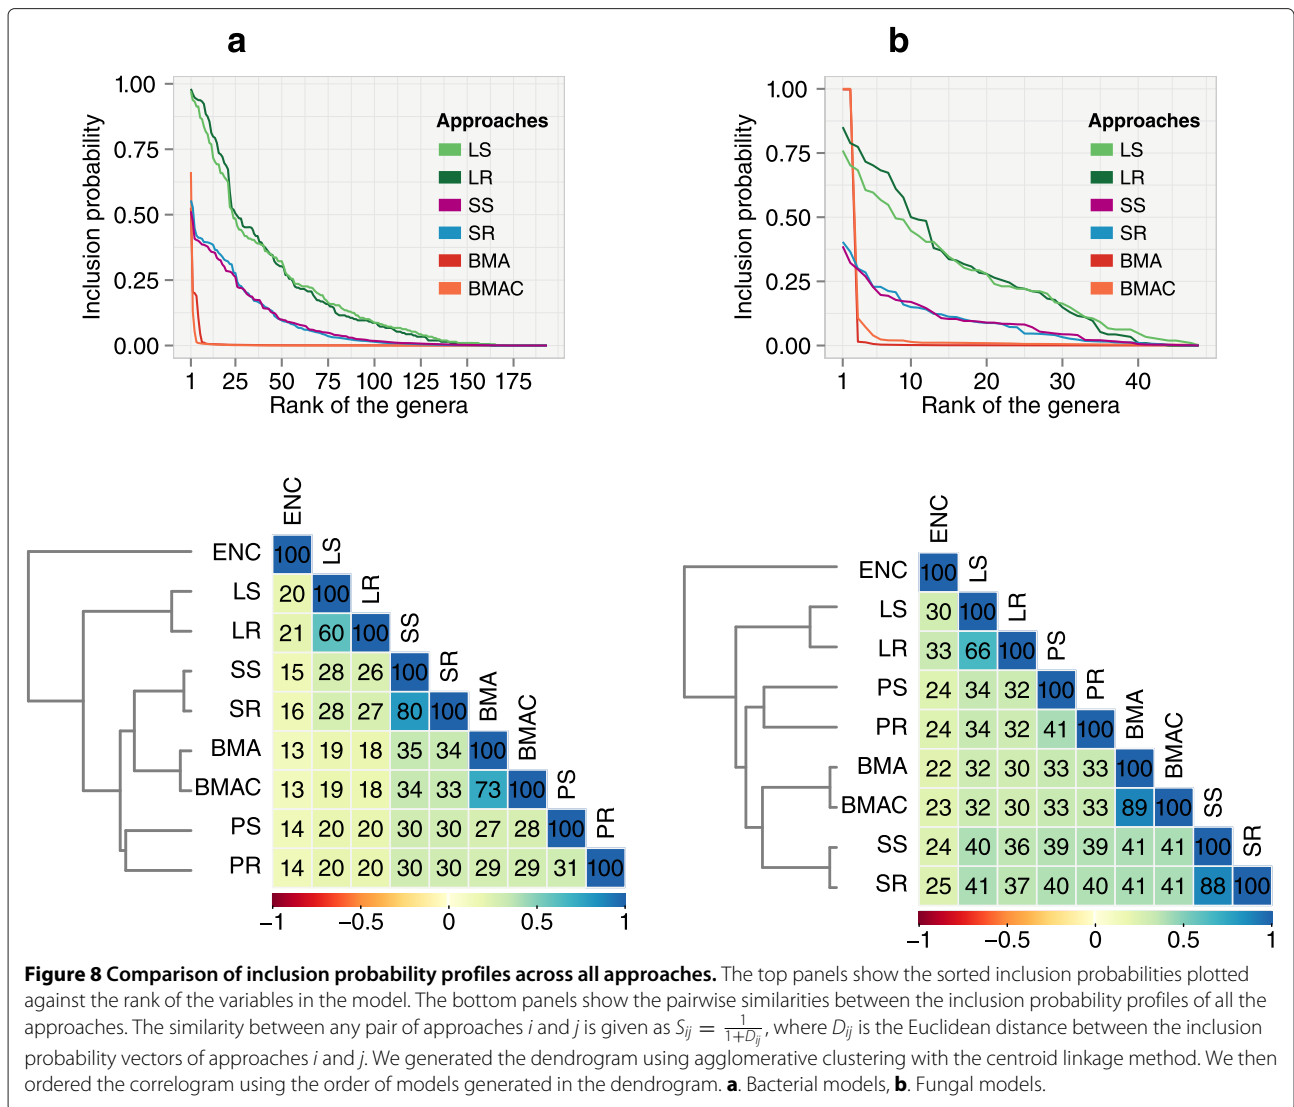 a
b
1.00
0.75
0.50
0.25
0.00
Inclusion probability
1 25 50 75 100 125 150 175
Rank of the genera
Approaches
LS
LR
SS
SR
BMA
BMAC
1.00
0.75
0.50
0.25
0.00
Inclusion probability
1 10 20 30 40
Rank of the genera
Approaches
LS
LR
SS
SR
BMA
BMAC
ENC
ENC 100 LS
LS 20 100 LR
LR 21 60 100 SS
SS 15 28 26 100 SR
SR 16 28 27 80 100 BMA
BMA 13 19 18 35 34 100 BMAC
BMAC 13 19 18 34 33 73 100 PS
PS 14 20 20 30 30 27 28 100 PR
PR 14 20 20 30 30 29 29 31 100
−1 −0.5 0 0.5 1
ENC
ENC 100 LS
LS 30 100 LR
LR 33 66 100 PS
PS 24 34 32 100 PR
PR 24 34 32 41 100 BMA
BMA 22 32 30 33 33 100 BMAC
BMAC 23 32 30 33 33 89 100 SS
SS 24 40 36 39 39 41 41 100 SR
SR 25 41 37 40 40 41 41 88 100
−1 −0.5 0 0.5 1
Figure 8 Comparison of inclusion probability profiles across all approaches. The top panels show the sorted inclusion probabilities plotted
against the rank of the variables in the model. The bottom panels show the pairwise similarities between the inclusion probability profiles of all the
approaches. The similarity between any pair of approaches i and j is given as Sij = 1/(1+Dij), where Dij is the Euclidean distance between the inclusion
probability vectors of approaches i and j. We generated the dendrogram using agglomerative clustering with the centroid linkage method. We then
ordered the correlogram using the order of models generated in the dendrogram. a. Bacterial models, b. Fungal models.